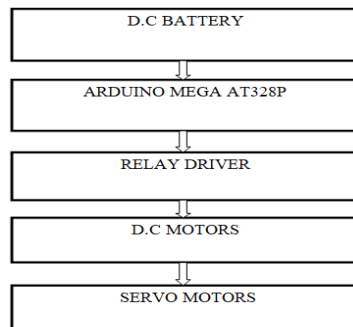 D.C BATTERY
ARDUINO MEGA AT328P
RELAY DRIVER
D.C MOTORS
SERVO MOTORS